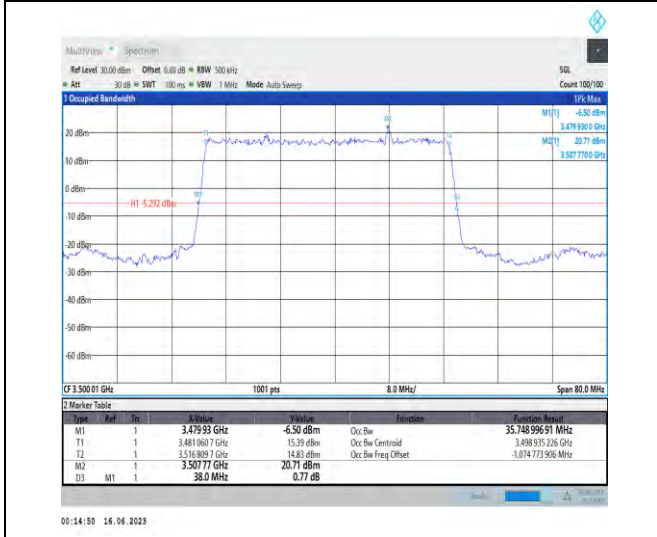 MultiView Spectrum
Ref Level 30.00 dBm Offset 9.69 dB RBW 500 kHz SGL
Att 30 dB SWT 100 ms VBW 1 MHz Mode Auto Sweep Count 100/100
1 Occupied Bandwidth 1Pk Max
M1[1] -6.50 dBm
3.479 930 0 GHz
20 dBm M2[1] 20.71 dBm
3.507 770 0 GHz
10 dBm
0 dBm
H1 -5.292 dBm
-10 dBm
-20 dBm
-30 dBm
-40 dBm
-50 dBm
-60 dBm
CF 3.500 01 GHz 1001 pts 8.0 MHz/ Span 80.0 MHz
2 Marker Table
Type Ref Trc X-Value Y-Value Function Function Result
M1 1 3.479 93 GHz -6.50 dBm Occ Bw 35.748 996 91 MHz
T1 1 3.481 060 7 GHz 15.39 dBm Occ Bw Centroid 3.498 935 226 GHz
T2 1 3.516 809 7 GHz 14.83 dBm Occ Bw Freq Offset -1.074 773 906 MHz
M2 1 3.507 77 GHz 20.71 dBm
D3 M1 1 38.0 MHz 0.77 dB
00:14:50 16.06.2023